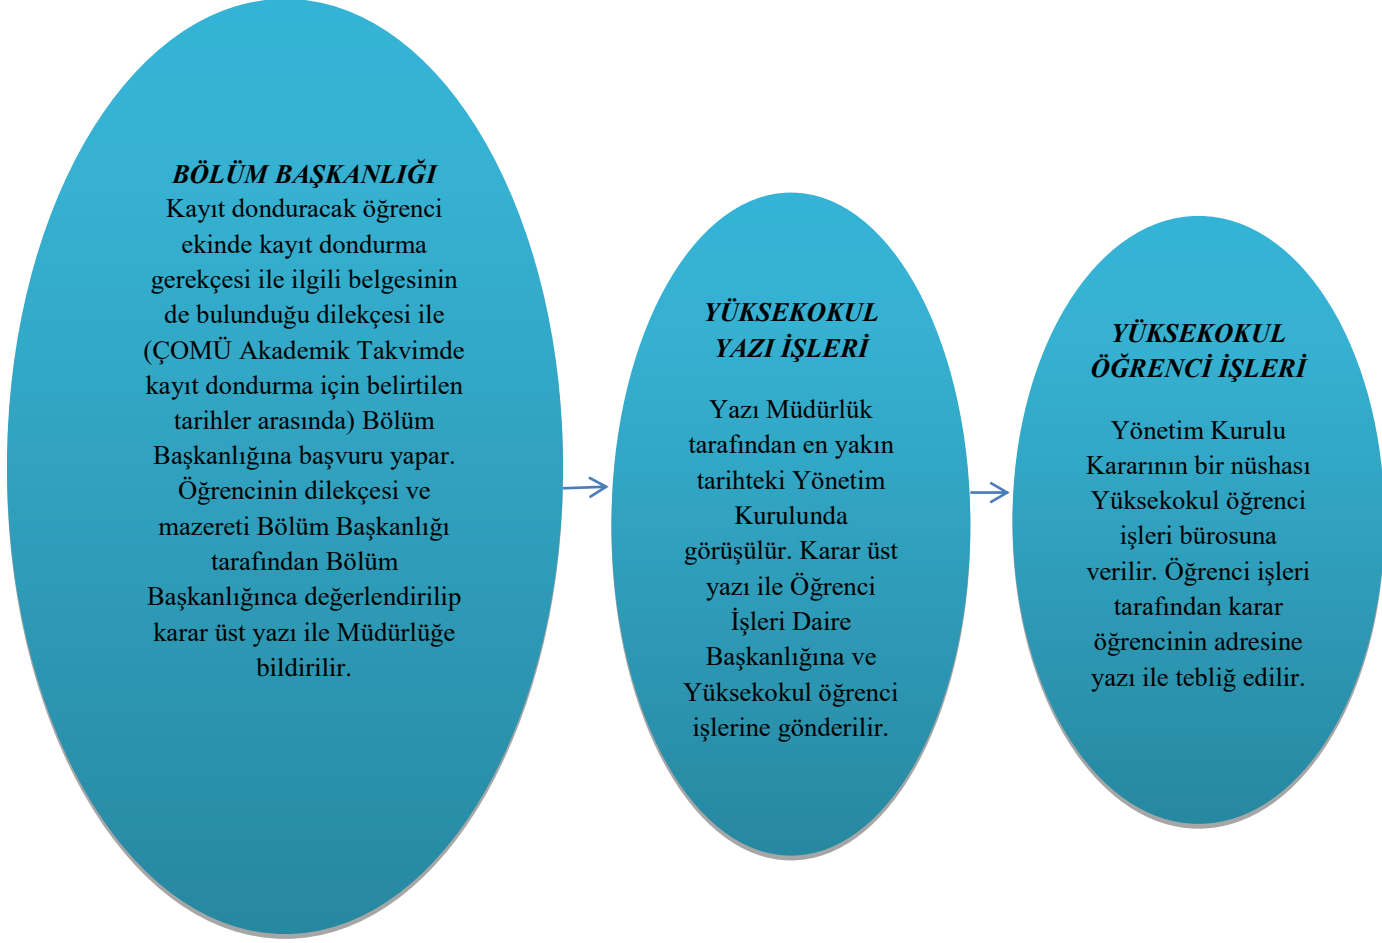 BÖLÜM BAŞKANLIĞI
Kayıt donduracak öğrenci
ekinde kayıt dondurma
gerekçesi ile ilgili belgesinin
de bulunduğu dilekçesi ile
(ÇOMÜ Akademik Takvimde
kayıt dondurma için belirtilen
tarihler arasında) Bölüm
Başkanlığına başvuru yapar.
Öğrencinin dilekçesi ve
mazereti Bölüm Başkanlığı
tarafından Bölüm
Başkanlığınca değerlendirilip
karar üst yazı ile Müdürlüğe
bildirilir.
YÜKSEKOKUL
YAZI İŞLERİ
Yazı Müdürlük
tarafından en yakın
tarihteki Yönetim
Kurulunda
görüşülür. Karar üst
yazı ile Öğrenci
İşleri Daire
Başkanlığına ve
Yüksekokul öğrenci
işlerine gönderilir.
YÜKSEKOKUL
ÖĞRENCİ İŞLERİ
Yönetim Kurulu
Kararının bir nüshası
Yüksekokul öğrenci
işleri bürosuna
verilir. Öğrenci işleri
tarafından karar
öğrencinin adresine
yazı ile tebliğ edilir.